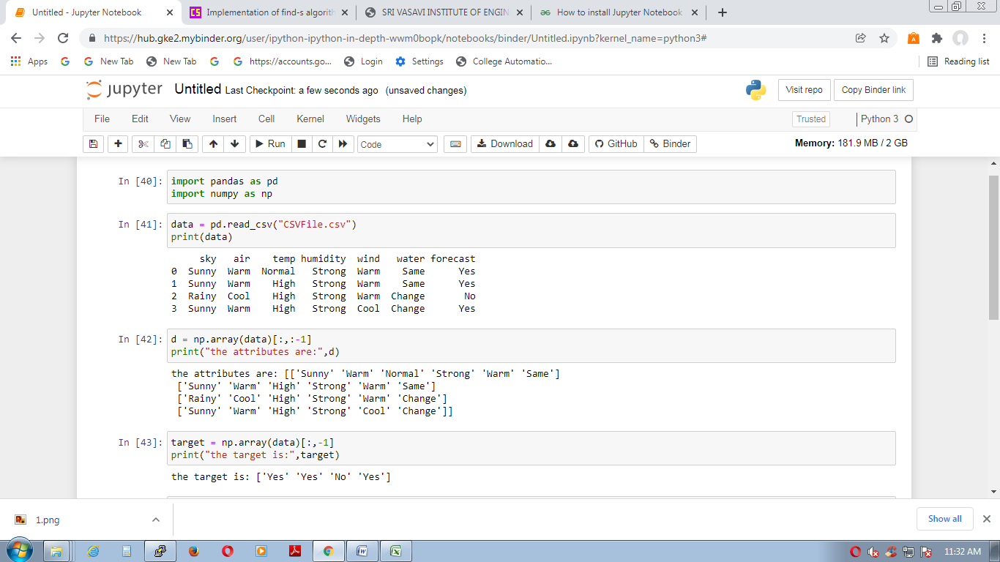 Untitled - Jupyter Notebook
Implementation of find-s algorith
SRI VASAVI INSTITUTE OF ENGIN
How to install Jupyter Notebook
https://hub.gke2.mybinder.org/user/ipython-ipython-in-depth-wwm0bopk/notebooks/binder/Untitled.ipynb?kernel_name=python3#
Apps New Tab New Tab https://accounts.go... Login Settings College Automatio... Reading list
jupyter Untitled Last Checkpoint: a few seconds ago (unsaved changes) Visit repo Copy Binder link
File Edit View Insert Cell Kernel Widgets Help Trusted Python 3
Run Code Download GitHub Binder Memory: 181.9 MB / 2 GB
In [40]: import pandas as pd
import numpy as np
In [41]: data = pd.read_csv("CSVFile.csv")
print(data)
sky air temp humidity wind water forecast
0 Sunny Warm Normal Strong Warm Same Yes
1 Sunny Warm High Strong Warm Same Yes
2 Rainy Cool High Strong Warm Change No
3 Sunny Warm High Strong Cool Change Yes
In [42]: d = np.array(data)[:,:-1]
print("the attributes are:",d)
the attributes are: [['Sunny' 'Warm' 'Normal' 'Strong' 'Warm' 'Same']
['Sunny' 'Warm' 'High' 'Strong' 'Warm' 'Same']
['Rainy' 'Cool' 'High' 'Strong' 'Warm' 'Change']
['Sunny' 'Warm' 'High' 'Strong' 'Cool' 'Change']]
In [43]: target = np.array(data)[:,-1]
print("the target is:",target)
the target is: ['Yes' 'Yes' 'No' 'Yes']
1.png Show all
11:32 AM